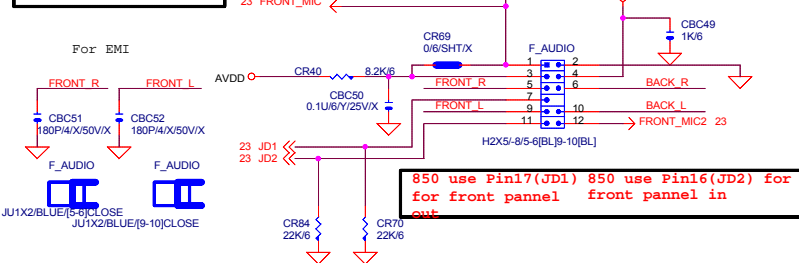 23 FRONT_MIC
CBC49
1K/6
For EMI
CR69
0/6/SHT/X
F_AUDIO
1 2
3 4
5 6
7
9 10
11 12
AVDD
CR40 8.2K/6
FRONT_R FRONT_L
FRONT_R
BACK_R
CBC50
0.1U/6/Y/25V/X
FRONT_L
BACK_L
FRONT_MIC2 23
CBC51
180P/4/X/50V/X
CBC52
180P/4/X/50V/X
H2X5/-8/5-6[BL]9-10[BL]
23 JD1
23 JD2
F_AUDIO
F_AUDIO
JU1X2/BLUE/[5-6]CLOSE
JU1X2/BLUE/[9-10]CLOSE
850 use Pin17(JD1)
for front pannel
out
850 use Pin16(JD2) for
front pannel in
CR84
22K/6
CR70
22K/6